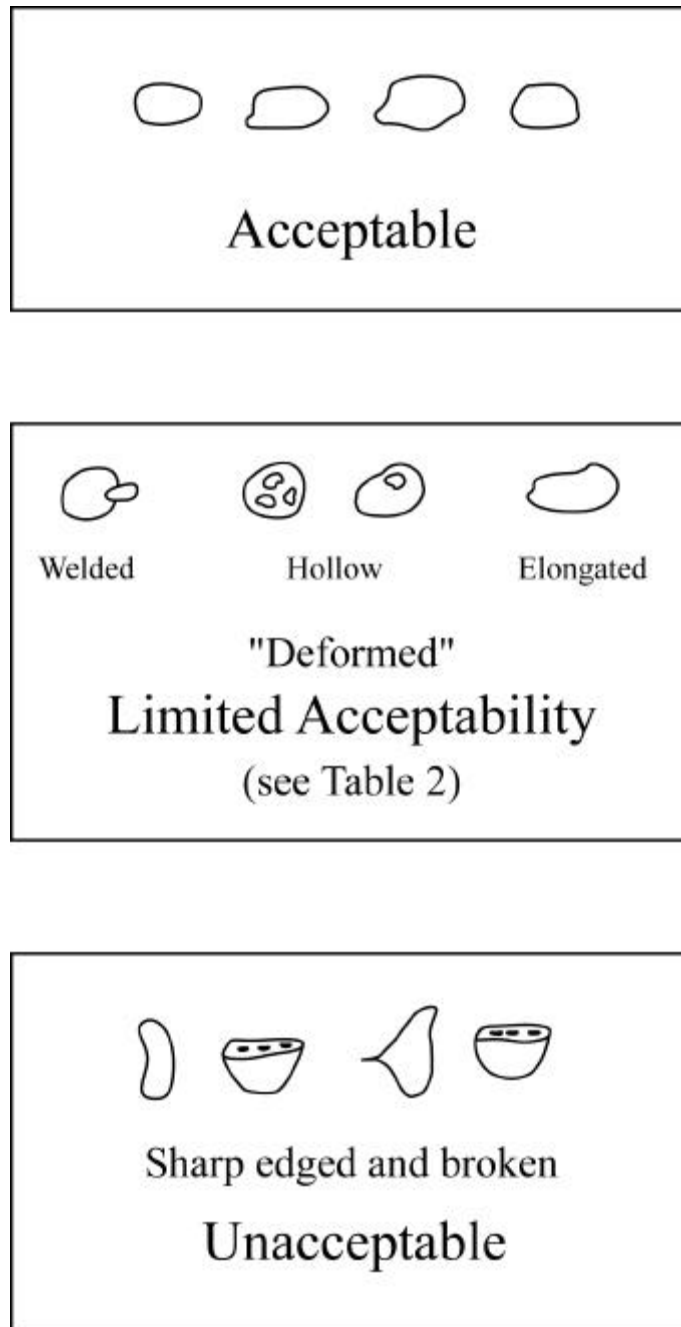 Acceptable
Welded
Hollow
Elongated
"Deformed"
Limited Acceptability
(see Table 2)
Sharp edged and broken
Unacceptable